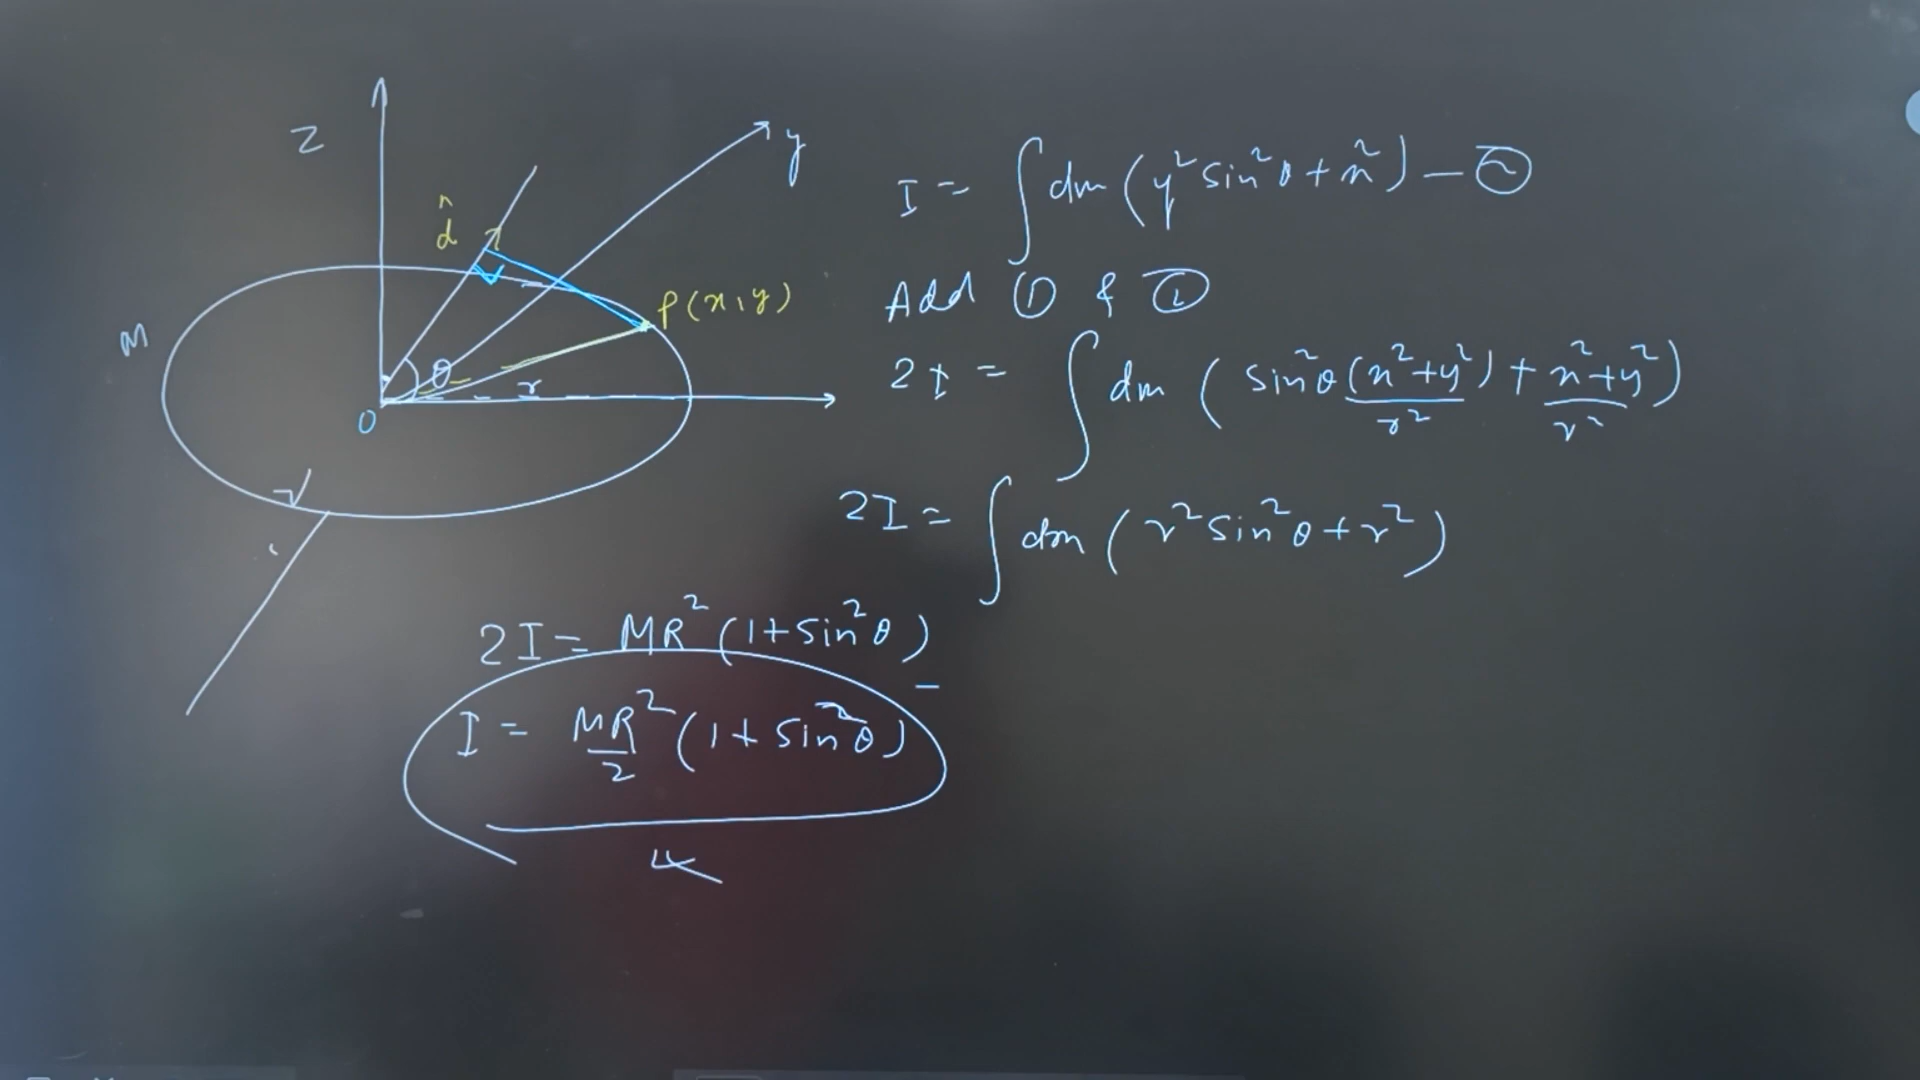 Z
y
d̂
P(x,y)
M
θ
r
O
I = ∫ dm (y² sin²θ + x²) — ②
Add ① & ②
2I = ∫ dm ( sin²θ (x²+y²) + x²+y² )
r² r²
2I = ∫ dm ( r² sin²θ + r² )
2I = MR² (1 + sin²θ )
I = MR²/2 (1 + sin²θ )